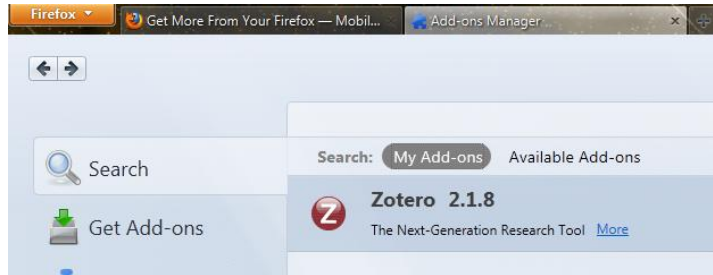 Firefox
Get More From Your Firefox — Mobil...
Add-ons Manager
Search
Get Add-ons
Search: My Add-ons Available Add-ons
Z
Zotero 2.1.8
The Next-Generation Research Tool More